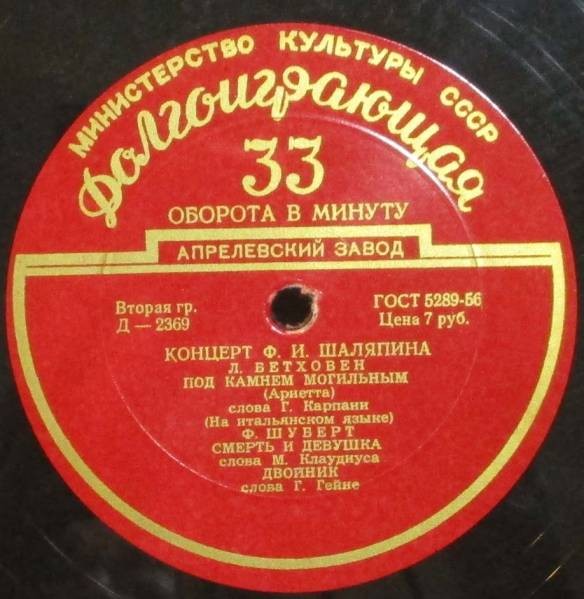 МИНИСТЕРСТВО КУЛЬТУРЫ СССР
Долгоиграющая
33
ОБОРОТА В МИНУТУ
АПРЕЛЕВСКИЙ ЗАВОД
Вторая гр. ГОСТ 5289-56
Д — 2369 Цена 7 руб.
КОНЦЕРТ Ф. И. ШАЛЯПИНА
Л. БЕТХОВЕН
ПОД КАМНЕМ МОГИЛЬНЫМ
(Ариетта)
слова Г. Карпани
(На итальянском языке)
Ф. ШУБЕРТ
СМЕРТЬ И ДЕВУШКА
слова М. Клаудиуса
ДВОЙНИК
слова Г. Гейне